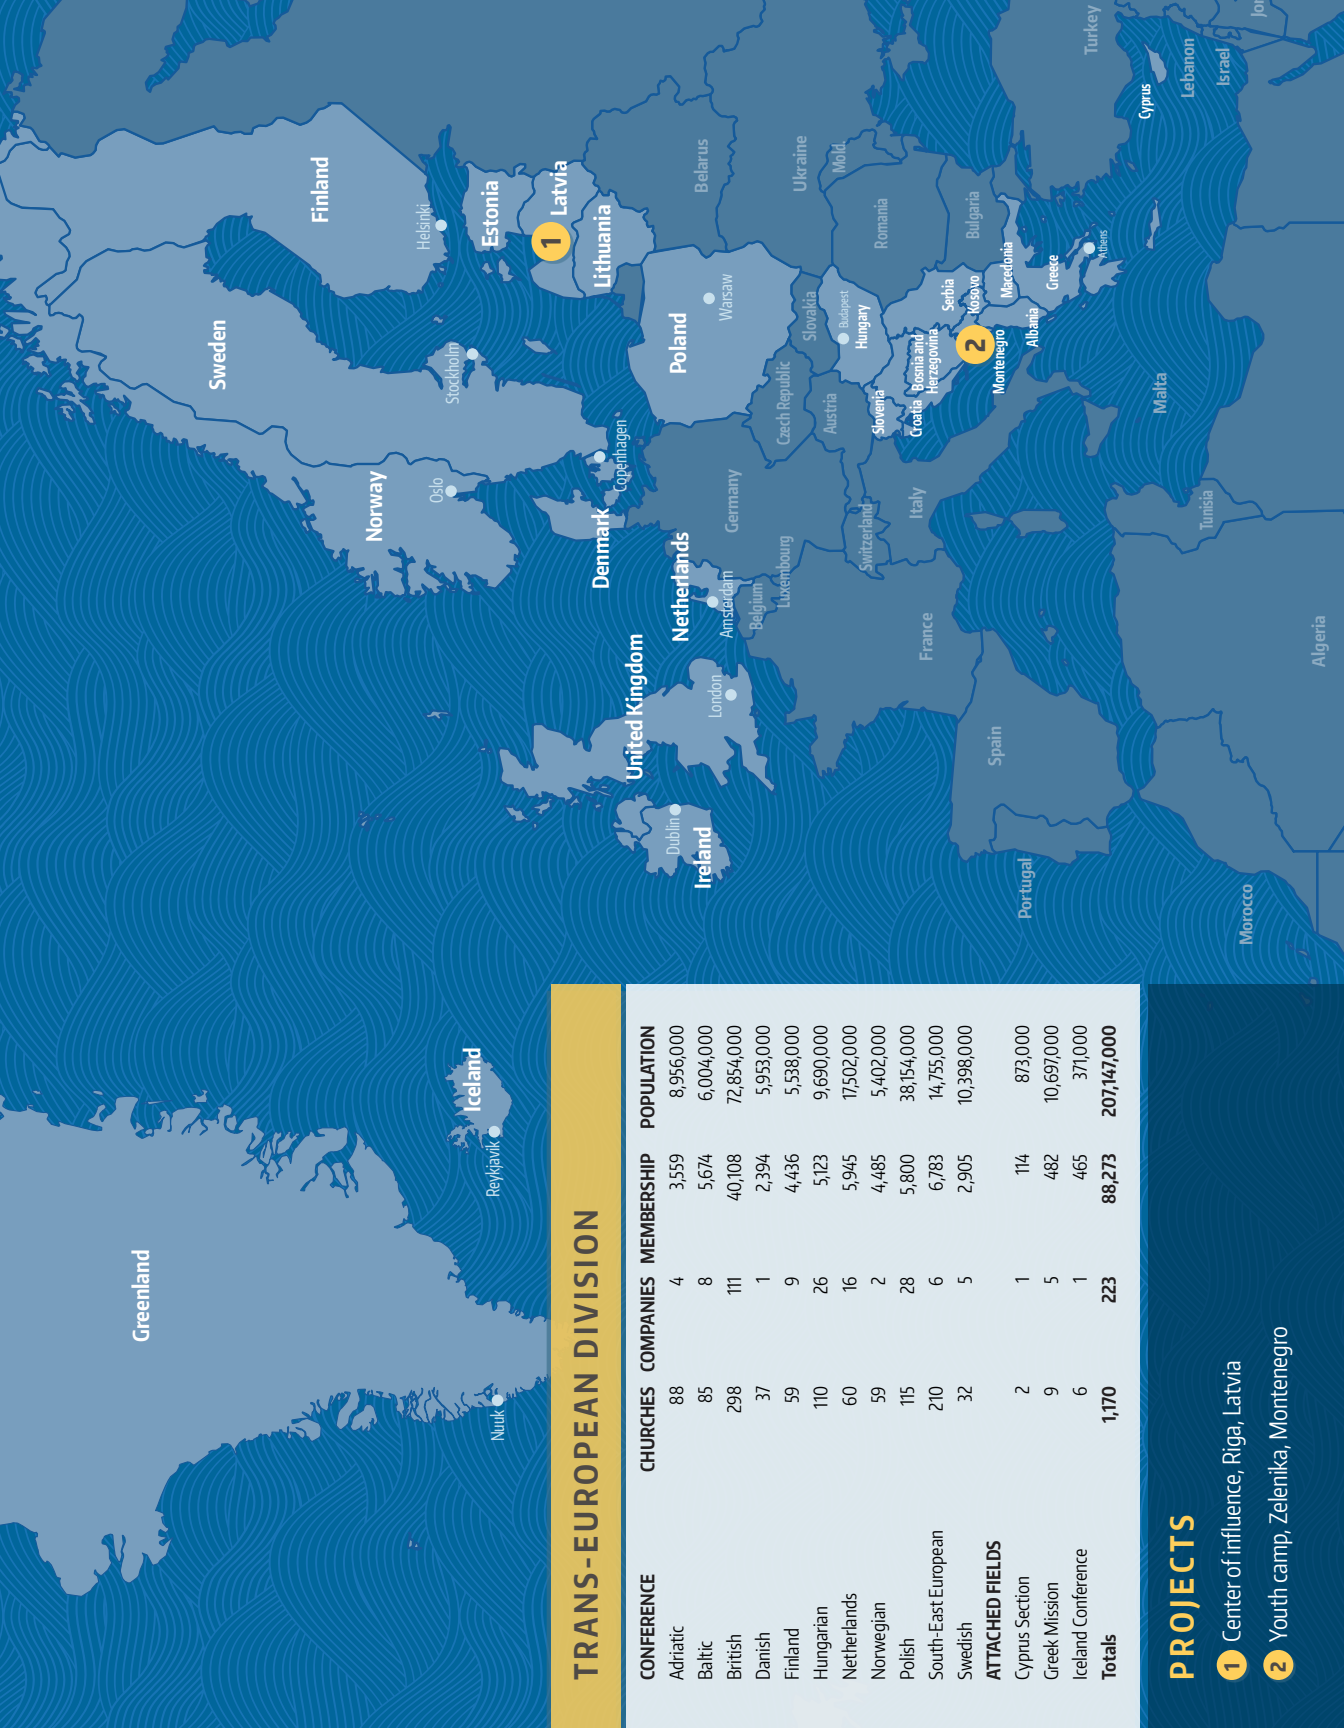 Greenland
Nuuk
Iceland
Reykjavik
Norway
Oslo
Sweden
Stockholm
Finland
Helsinki
Estonia
1
Latvia
Lithuania
Denmark
Copenhagen
United Kingdom
London
Dublin
Ireland
Netherlands
Amsterdam
Belgium
Luxembourg
Germany
Poland
Warsaw
Belarus
Ukraine
Mold.
Czech Republic
Slovakia
Austria
Budapest
Hungary
Switzerland
Slovenia
Croatia
Bosnia and
Herzegovina
Serbia
Kosovo
2
Montenegro
Macedonia
Albania
Greece
Athens
Romania
Bulgaria
Italy
France
Spain
Portugal
Morocco
Algeria
Tunisia
Malta
Turkey
Cyprus
Lebanon
Israel
Jor
TRANS-EUROPEAN DIVISION
CONFERENCE CHURCHES COMPANIES MEMBERSHIP POPULATION
Adriatic 88 4 3,559 8,956,000
Baltic 85 8 5,674 6,004,000
British 298 111 40,108 72,854,000
Danish 37 1 2,394 5,953,000
Finland 59 9 4,436 5,538,000
Hungarian 110 26 5,123 9,690,000
Netherlands 60 16 5,945 17,502,000
Norwegian 59 2 4,485 5,402,000
Polish 115 28 5,800 38,154,000
South-East European 210 6 6,783 14,755,000
Swedish 32 5 2,905 10,398,000
ATTACHED FIELDS
Cyprus Section 2 1 114 873,000
Greek Mission 9 5 482 10,697,000
Iceland Conference 6 1 465 371,000
Totals 1,170 223 88,273 207,147,000
PROJECTS
1 Center of influence, Riga, Latvia
2 Youth camp, Zelenika, Montenegro